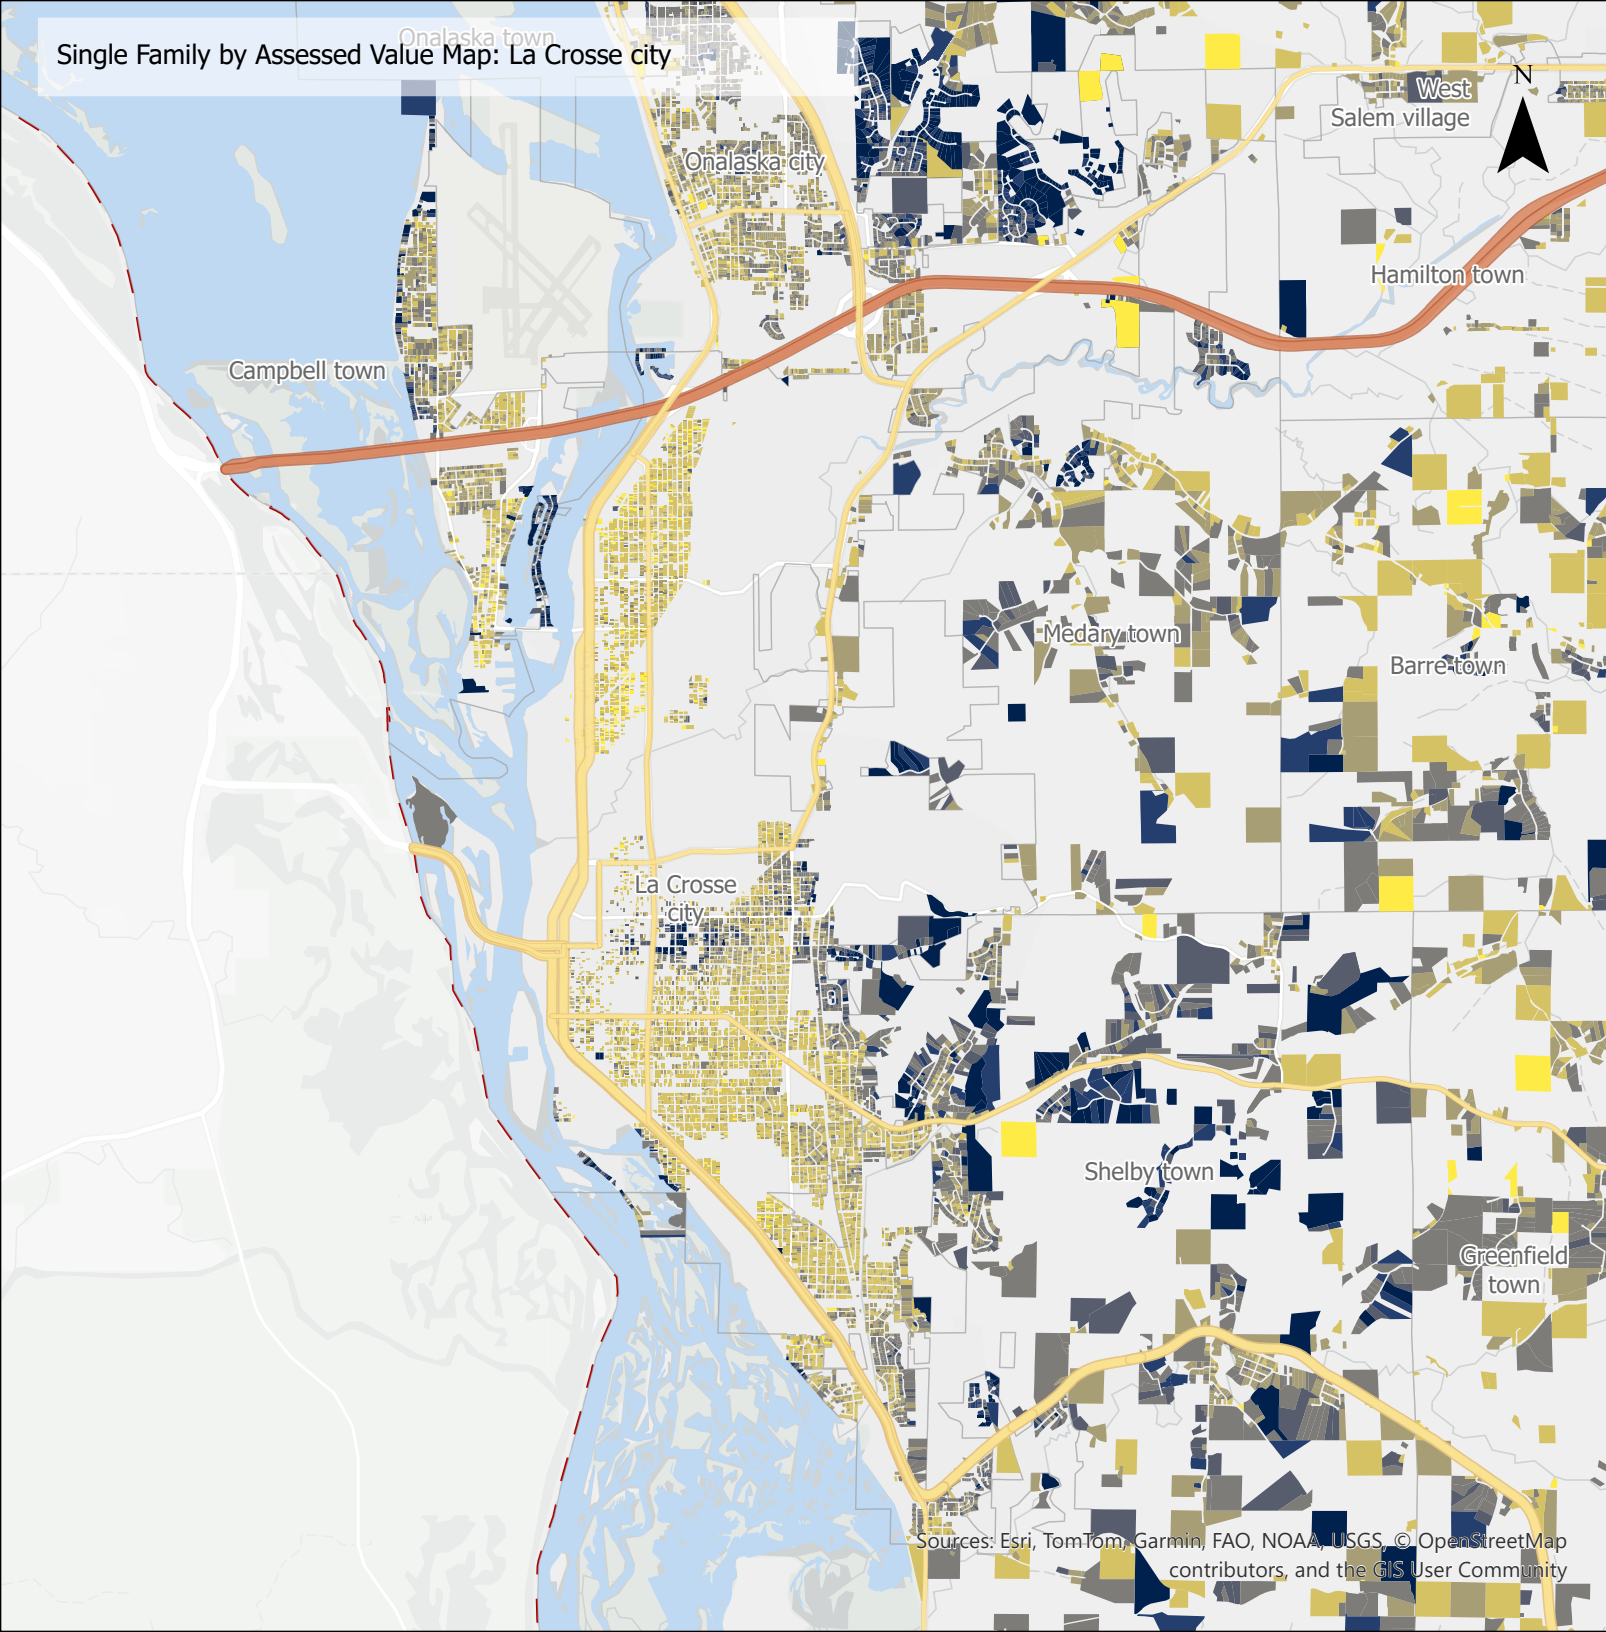 Onalaska town
Single Family by Assessed Value Map: La Crosse city
N
West
Salem village
Onalaska city
Hamilton town
Campbell town
Medary town
Barre town
La Crosse
city
Shelby town
Greenfield
town
Sources: Esri, TomTom, Garmin, FAO, NOAA, USGS, © OpenStreetMap
contributors, and the GIS User Community